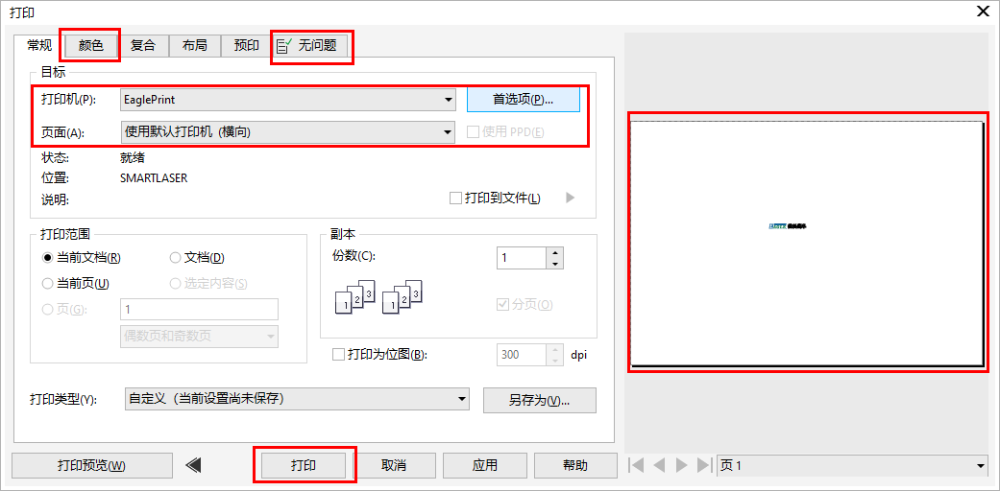 打印
常规 颜色 复合 布局 预印 无问题
目标
打印机(P): EaglePrint 首选项(P)...
页面(A): 使用默认打印机 (横向) 使用 PPD(E)
状态: 就绪
位置: SMARTLASER
说明: 打印到文件(L)
打印范围
当前文档(R) 文档(D)
当前页(U) 选定内容(S)
页(G): 1
偶数页和奇数页
副本
份数(C): 1
1 2 3 1 2 3
分页(O)
打印为位图(B): 300 dpi
打印类型(Y): 自定义（当前设置尚未保存） 另存为(V)...
打印预览(W) 打印 取消 应用 帮助 页 1